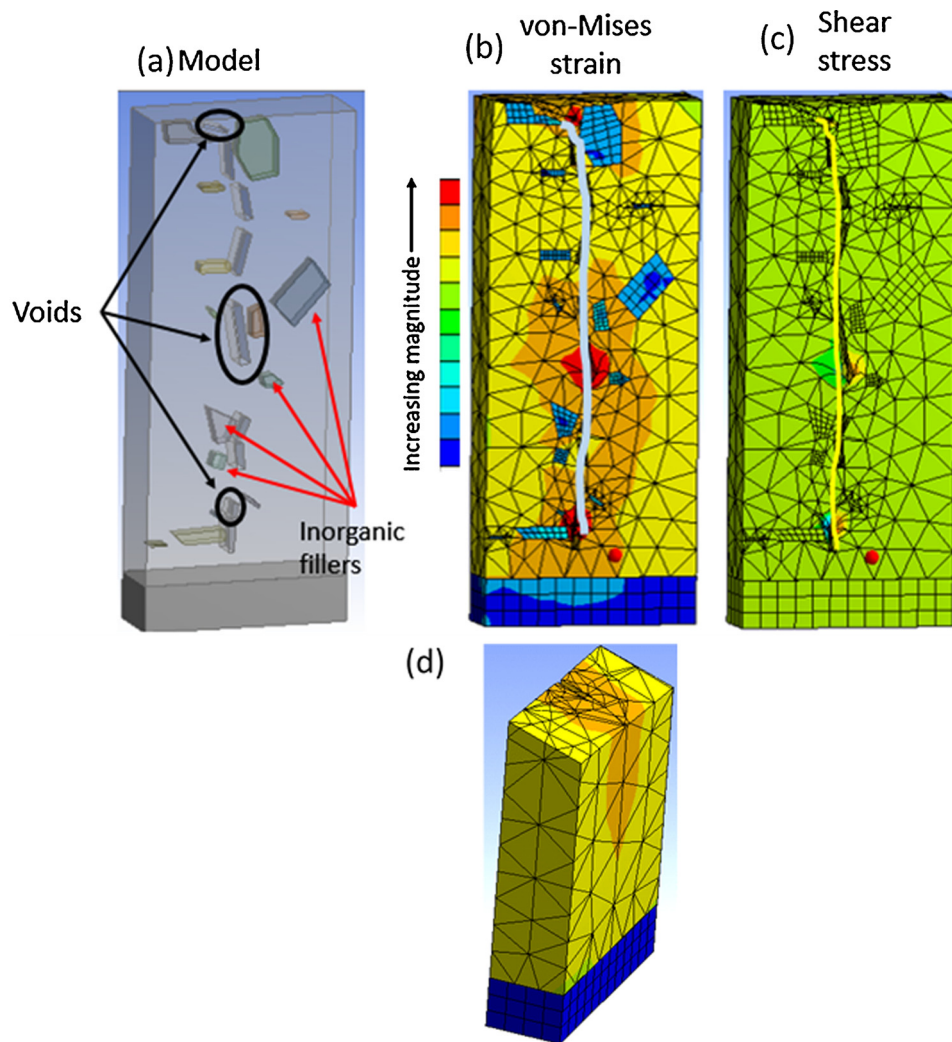 (a) Model
(b)
von-Mises
strain
(c)
Shear
stress
Voids
Increasing magnitude
Inorganic
fillers
(d)